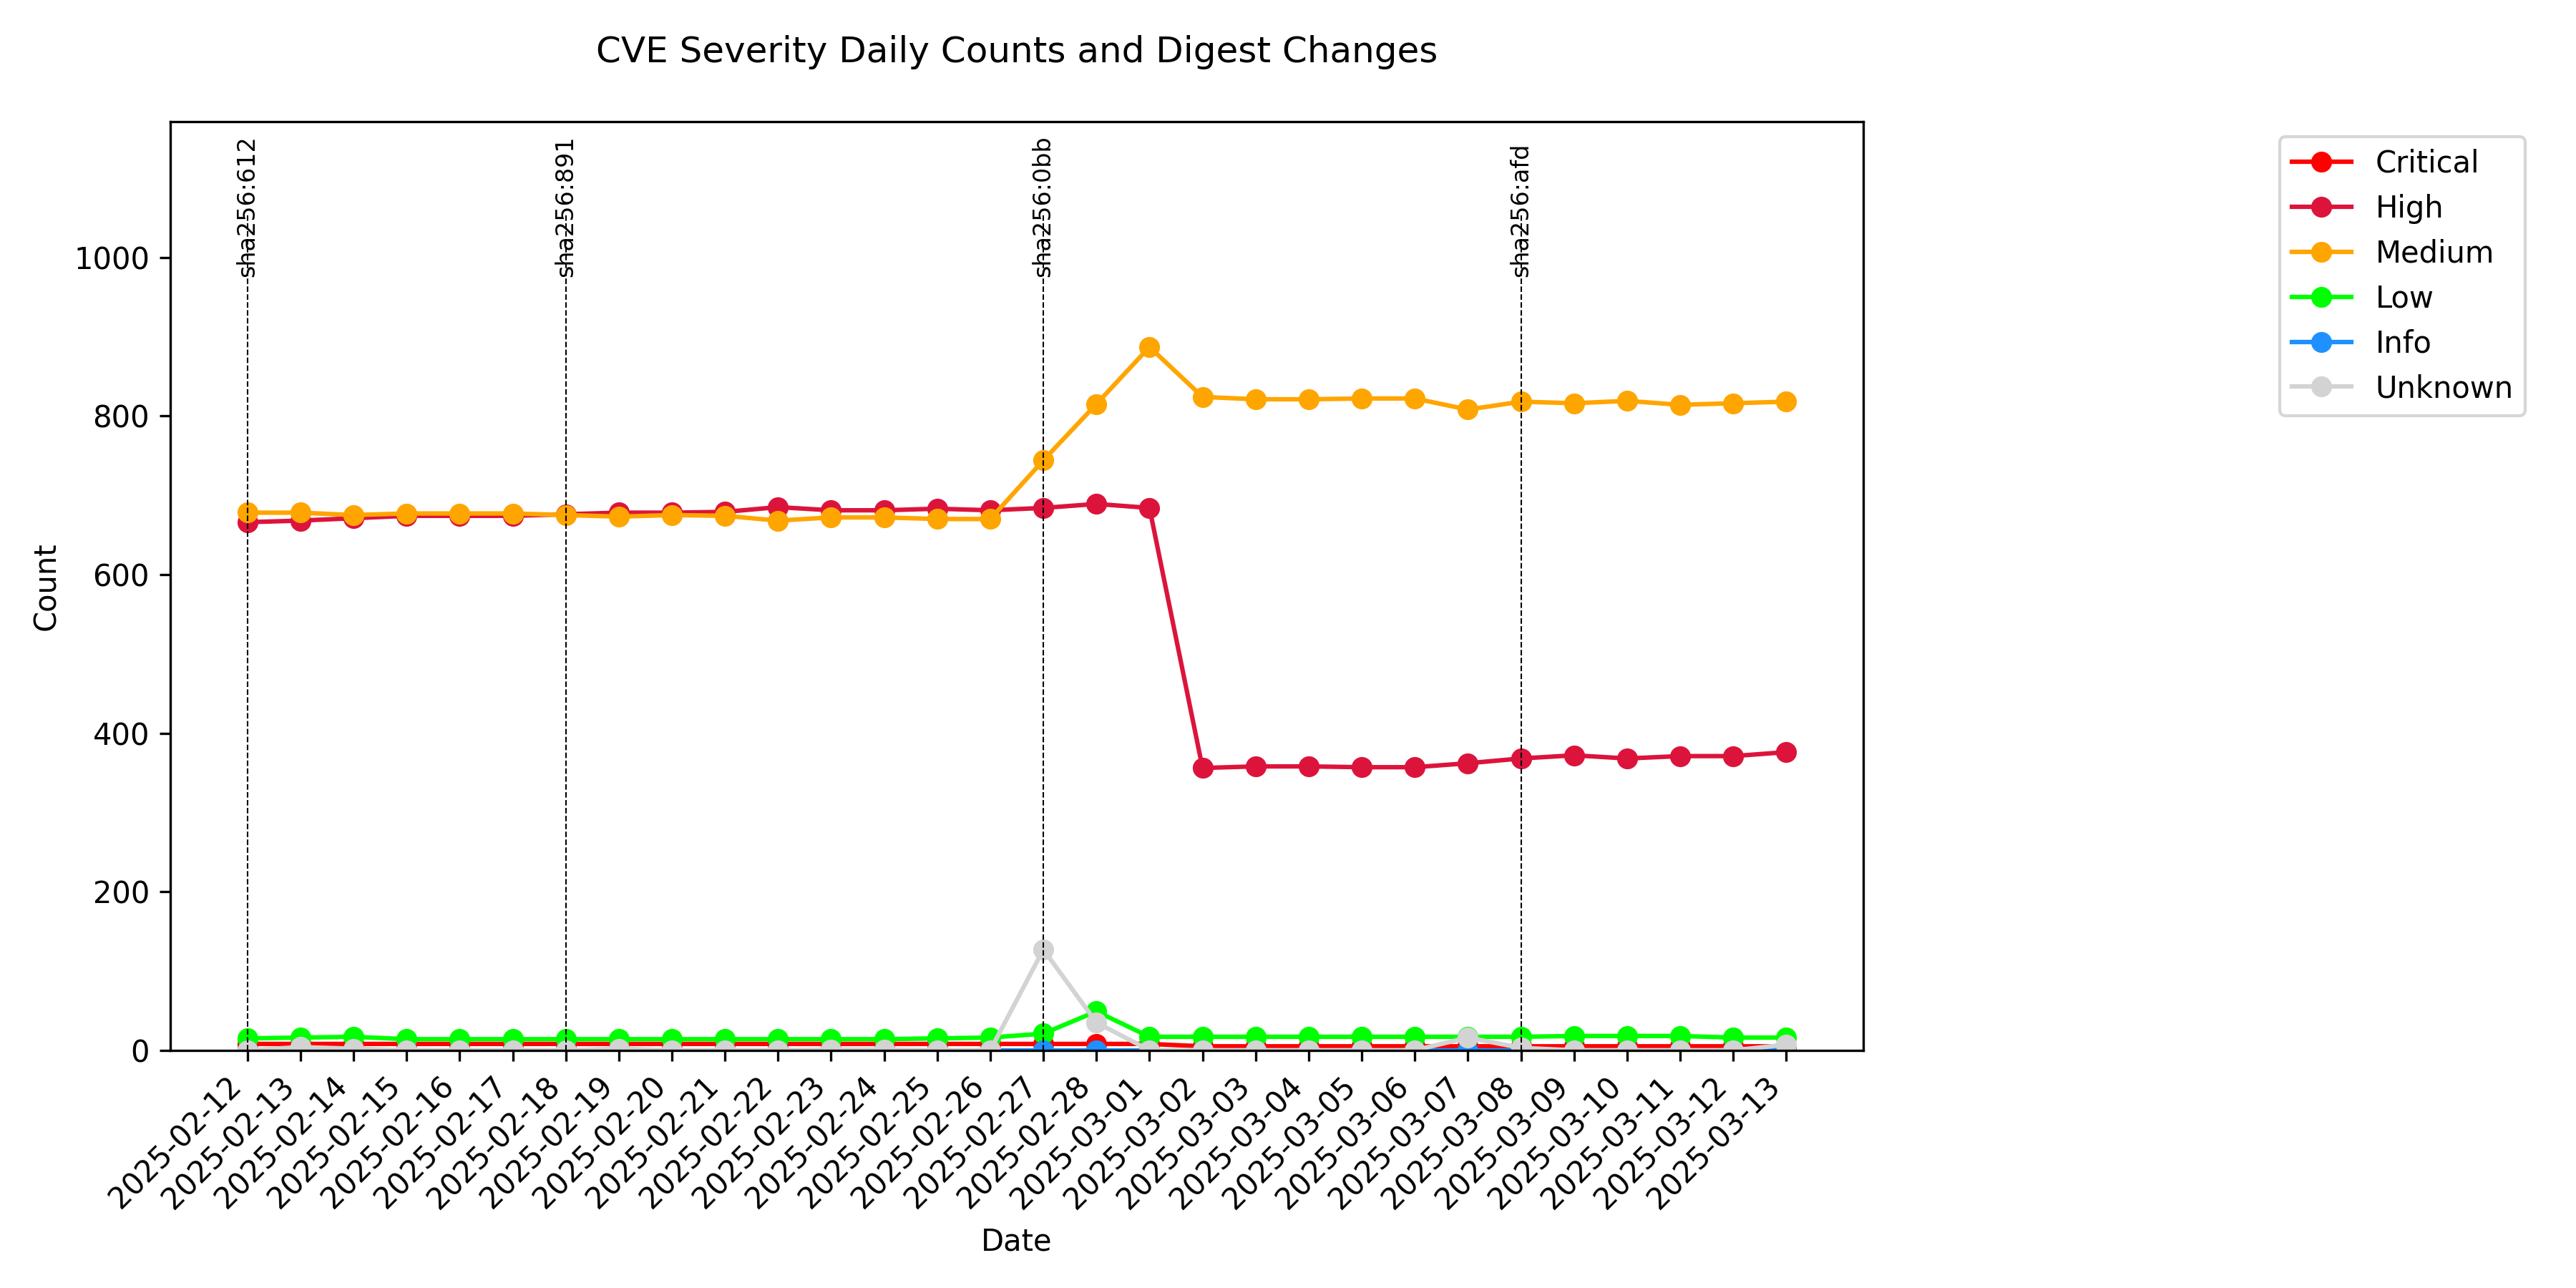 CVE Severity Daily Counts and Digest Changes
sha256:612
sha256:891
sha256:0bb
sha256:afd
Critical
High
Medium
Low
Info
Unknown
Count
1000
800
600
400
200
0
2025-02-12
2025-02-13
2025-02-14
2025-02-15
2025-02-16
2025-02-17
2025-02-18
2025-02-19
2025-02-20
2025-02-21
2025-02-22
2025-02-23
2025-02-24
2025-02-25
2025-02-26
2025-02-27
2025-02-28
2025-03-01
2025-03-02
2025-03-03
2025-03-04
2025-03-05
2025-03-06
2025-03-07
2025-03-08
2025-03-09
2025-03-10
2025-03-11
2025-03-12
2025-03-13
Date